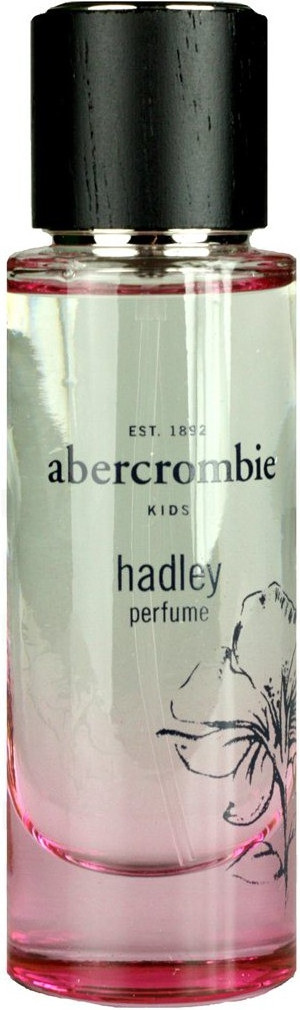 EST. 1892
abercrombie
KIDS
hadley
perfume